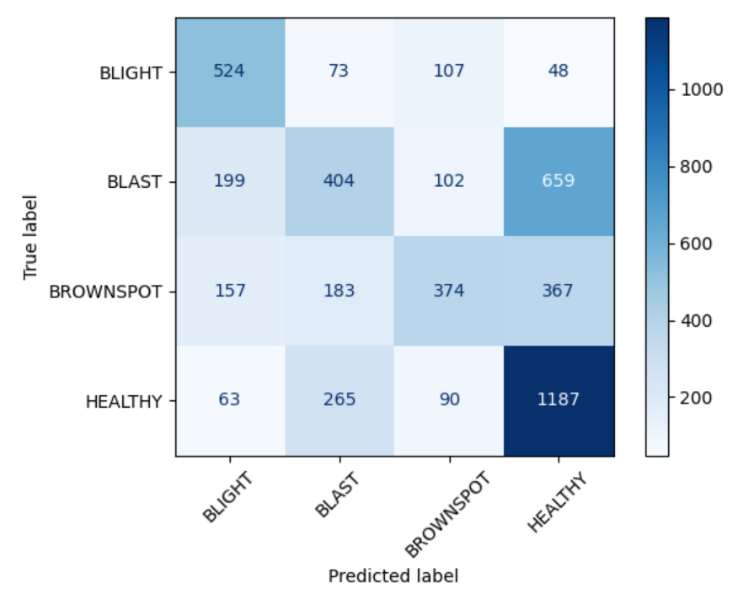 BLIGHT 524 73 107 48
BLAST 199 404 102 659
BROWNSPOT 157 183 374 367
HEALTHY 63 265 90 1187
BLIGHT BLAST BROWNSPOT HEALTHY
Predicted label
True label
1000
800
600
400
200